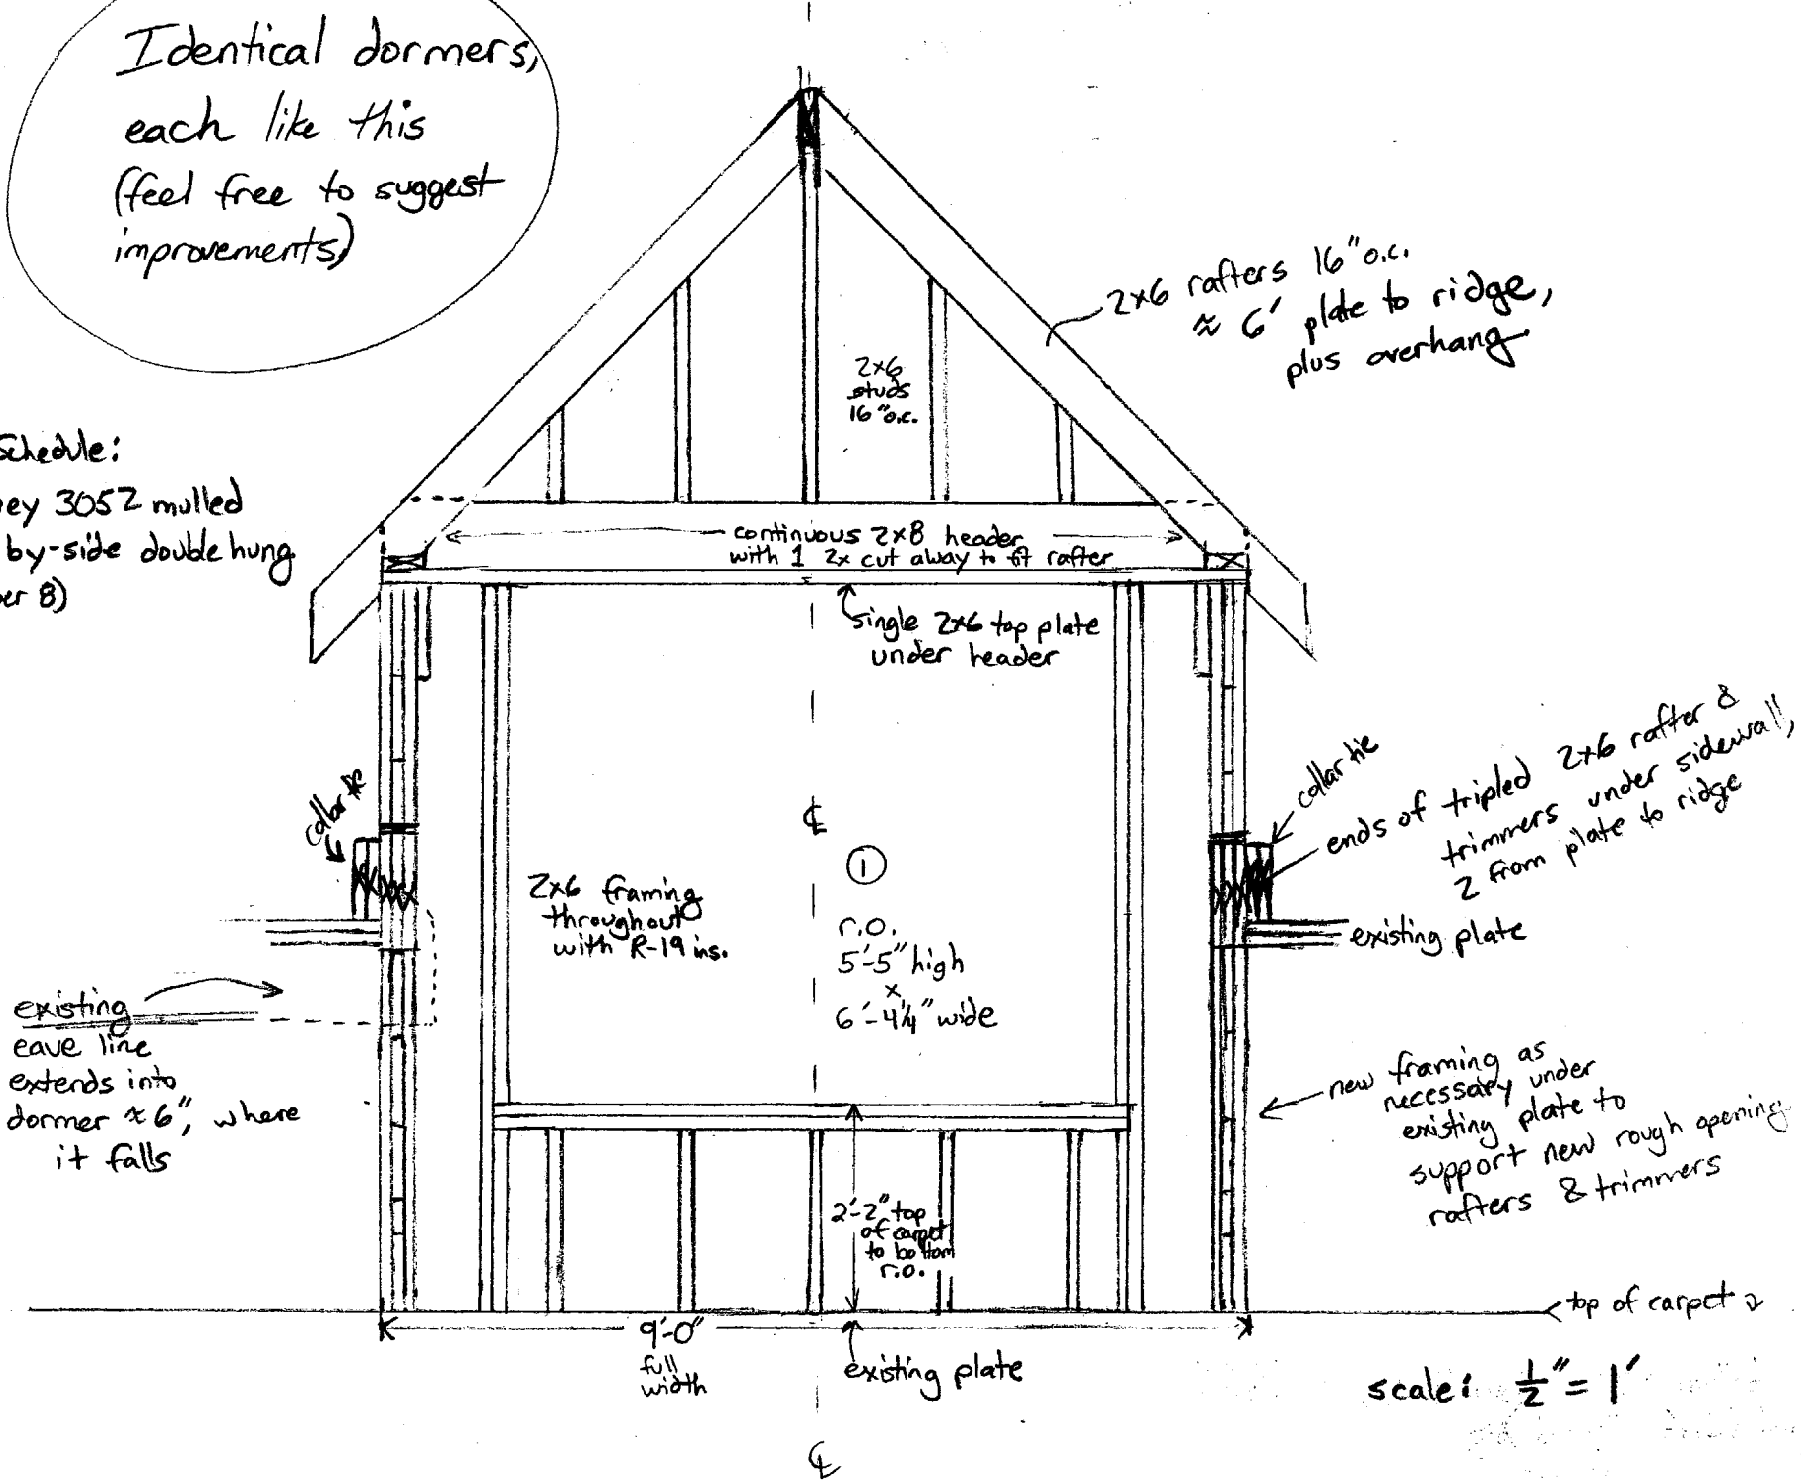 Identical dormers,
each like this
(feel free to suggest
improvements)
2x6 rafters 16" o.c.
≈ 6' plate to ridge,
plus overhang
2x6
studs
16" o.c.
Schedule:
3052 mulled
by-side double hung
8)
continuous 2x8 header
with 1 2x cut away to fit rafter
single 2x6 top plate
under header
collar tie
collar tie
ends of tripled 2x6 rafter &
trimmers under sidewall,
2 from plate to ridge
℄
1
2x6 framing
throughout
with R-19 ins.
r.o.
5'-5" high
x
6'-4¼" wide
existing plate
existing
eave line
extends into
dormer ≈ 6", where
it falls
new framing as
necessary under
existing plate to
support new rough opening
rafters & trimmers
2'-2" top
of carpet
to bottom
r.o.
top of carpet
9'-0"
full
width
existing plate
scale: ½" = 1'
℄